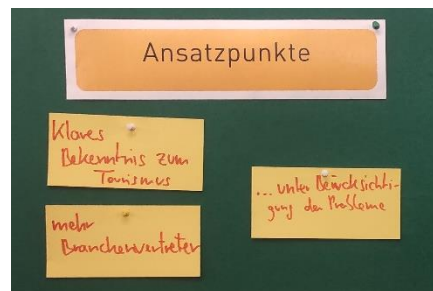 Ansatzpunkte
Klares
Bekenntnis zum
Tourismus
mehr
Branchenvertreter
... unter Berücksichti-
gung der Probleme